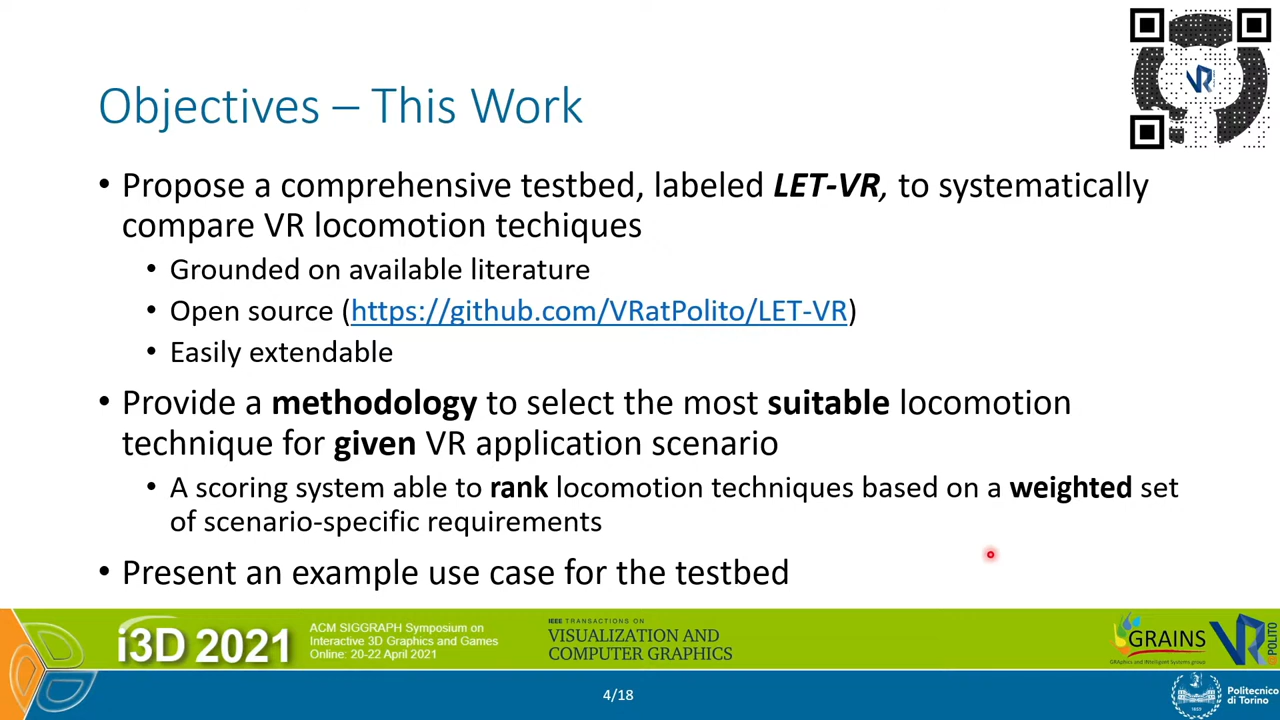 Objectives – This Work
• Propose a comprehensive testbed, labeled LET-VR, to systematically
compare VR locomotion techiques
• Grounded on available literature
• Open source (https://github.com/VRatPolito/LET-VR)
• Easily extendable
• Provide a methodology to select the most suitable locomotion
technique for given VR application scenario
• A scoring system able to rank locomotion techniques based on a weighted set
of scenario-specific requirements
• Present an example use case for the testbed
i3D 2021
ACM SIGGRAPH Symposium on
Interactive 3D Graphics and Games
Online: 20-22 April 2021
IEEE TRANSACTIONS ON
VISUALIZATION AND
COMPUTER GRAPHICS
GRAINS
GRAphics and INtelligent Systems group
VR
@POLITO
4/18
Politecnico
di Torino